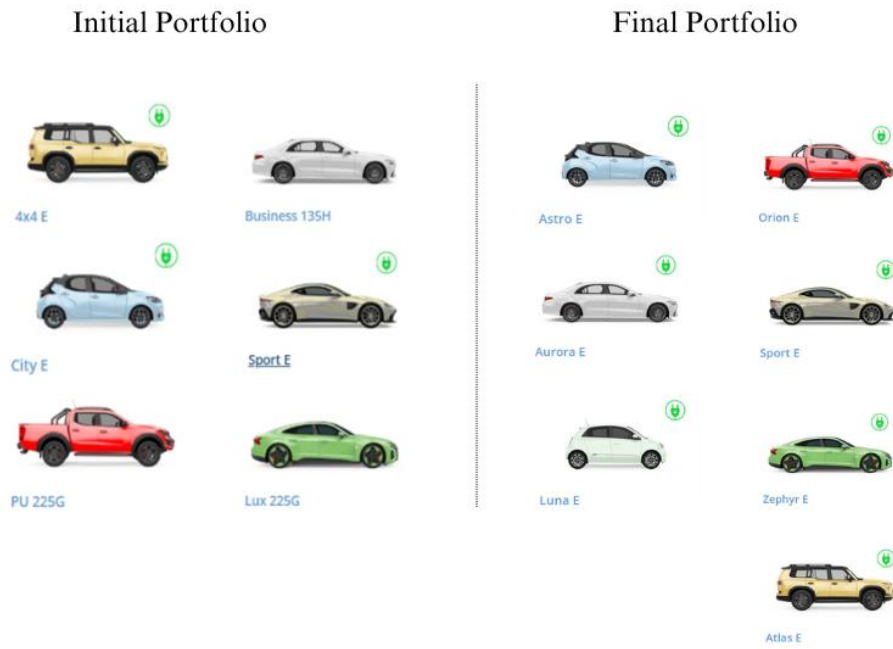 Initial Portfolio
Final Portfolio
4x4 E
Business 135H
Astro E
Orion E
City E
Sport E
Aurora E
Sport E
PU 225G
Lux 225G
Luna E
Zephyr E
Atlas E